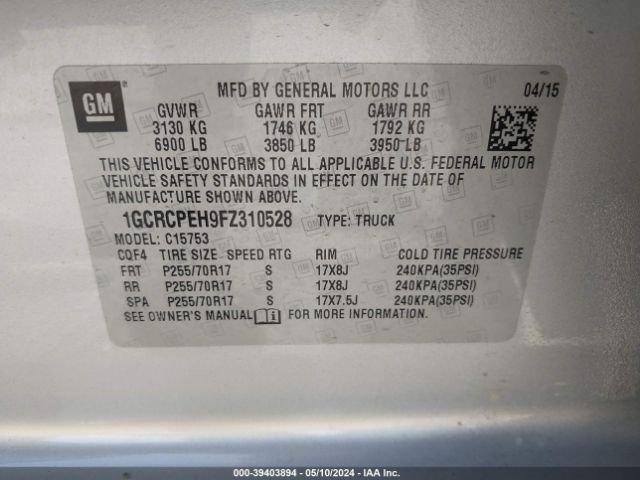 GM
MFD BY GENERAL MOTORS LLC 04/15
GVWR GAWR FRT GAWR RR
3130 KG 1746 KG 1792 KG
6900 LB 3850 LB 3950 LB
THIS VEHICLE CONFORMS TO ALL APPLICABLE U.S. FEDERAL MOTOR
VEHICLE SAFETY STANDARDS IN EFFECT ON THE DATE OF
MANUFACTURE SHOWN ABOVE.
1GCRCPEH9FZ310528 TYPE: TRUCK
MODEL: C15753
CQF4 TIRE SIZE SPEED RTG RIM COLD TIRE PRESSURE
FRT P255/70R17 S 17X8J 240KPA(35PSI)
RR P255/70R17 S 17X8J 240KPA(35PSI)
SPA P255/70R17 S 17X7.5J 240KPA(35PSI)
SEE OWNER'S MANUAL i FOR MORE INFORMATION.
000-39403894 - 05/10/2024 - IAA Inc.